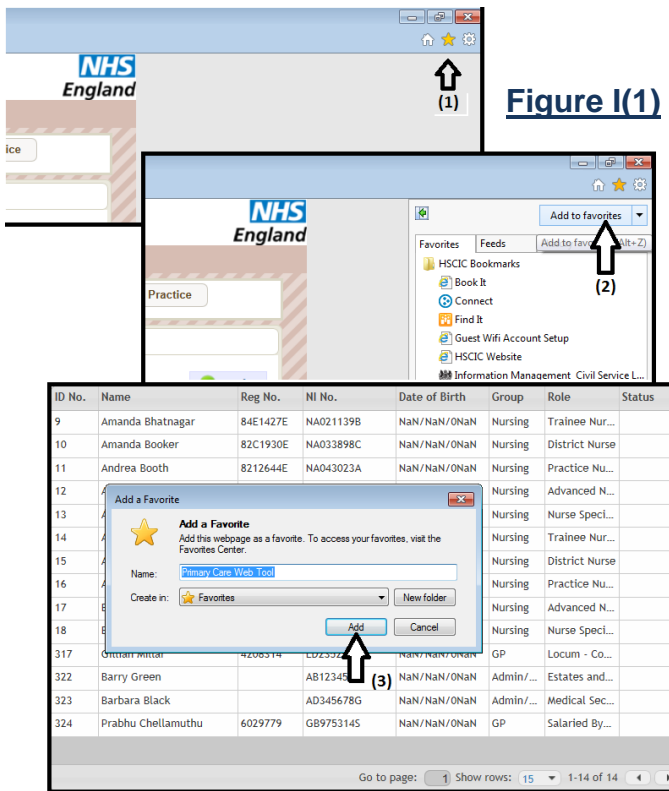 NHS
England
(1)
Figure I(1)
ice
NHS
England
Practice
Add to favorites
Favorites Feeds Add to favo (Alt+Z)
(2)
HSCIC Bookmarks
Book It
Connect
Find It
Guest Wifi Account Setup
HSCIC Website
Information Management Civil Service L...
ID No. Name Reg No. NI No. Date of Birth Group Role Status
9 Amanda Bhatnagar 84E1427E NA021139B NaN/NaN/0NaN Nursing Trainee Nur...
10 Amanda Booker 82C1930E NA033898C NaN/NaN/0NaN Nursing District Nurse
11 Andrea Booth 8212644E NA043023A NaN/NaN/0NaN Nursing Practice Nu...
12 Nursing Advanced N...
13 Nursing Nurse Speci...
14 Nursing Trainee Nur...
15 Nursing District Nurse
16 Nursing Practice Nu...
17 Nursing Advanced N...
18 Nursing Nurse Speci...
Add a Favorite
Add a Favorite
Add this webpage as a favorite. To access your favorites, visit the
Favorites Center.
Name: Primary Care Web Tool
Create in: Favorites New folder
Add Cancel
(3)
317 GP Locum - Co...
322 Barry Green AB12345 NaN/NaN/0NaN Admin/... Estates and...
323 Barbara Black AD345678G NaN/NaN/0NaN Admin/... Medical Sec...
324 Prabhu Chellamuthu 6029779 GB975314S NaN/NaN/0NaN GP Salaried By...
Go to page: 1 Show rows: 15 1-14 of 14